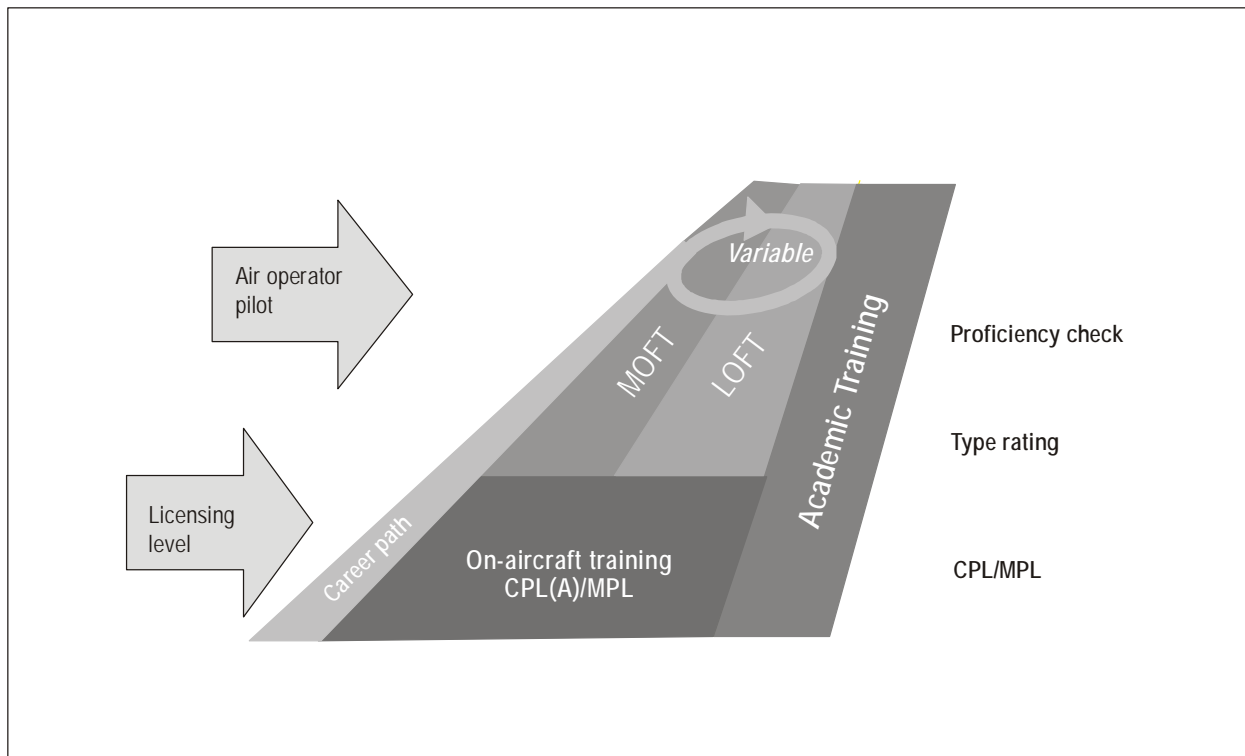 Air operator
pilot
Variable
MOFT
LOFT
Academic Training
Proficiency check
Type rating
Licensing
level
Career path
On-aircraft training
CPL(A)/MPL
CPL/MPL